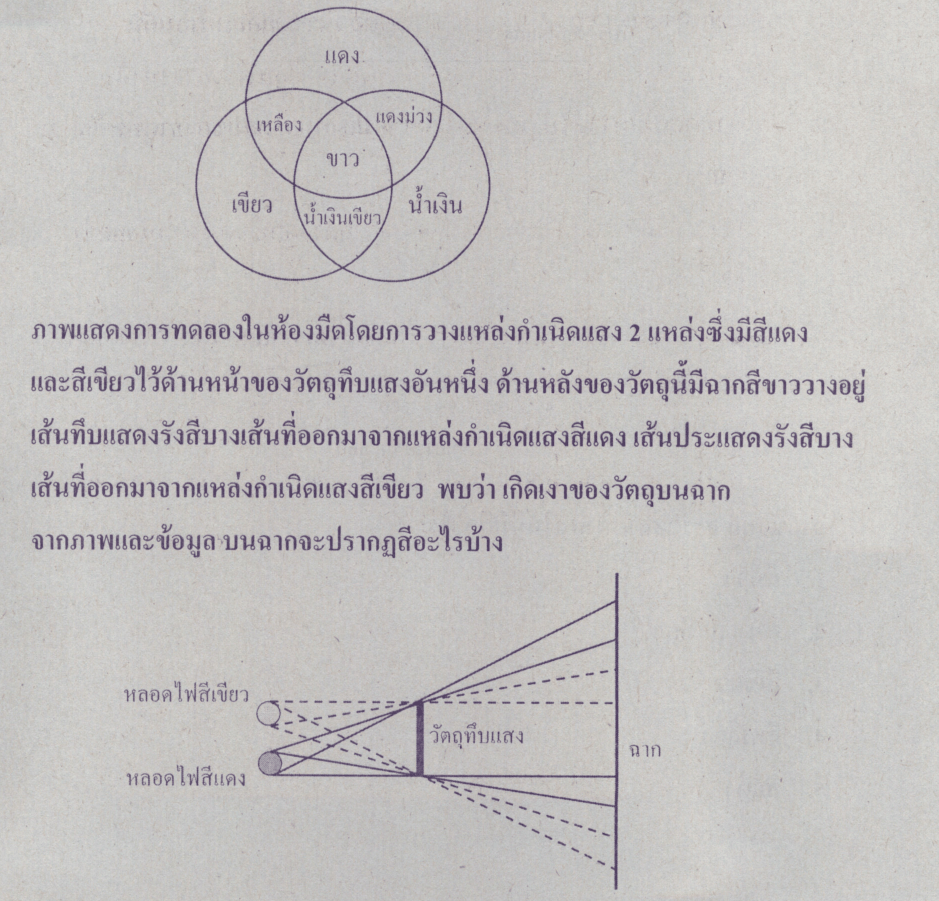 แดง
เหลือง
แดงม่วง
ขาว
เขียว
น้ำเงินเขียว
น้ำเงิน
ภาพแสดงการทดลองในห้องมืดโดยการวางแหล่งกำเนิดแสง 2 แหล่งซึ่งมีสีแดง
และสีเขียวไว้ด้านหน้าของวัตถุทึบแสงอันหนึ่ง ด้านหลังของวัตถุนี้มีฉากสีขาววางอยู่
เส้นทึบแสดงรังสีบางเส้นที่ออกมาจากแหล่งกำเนิดแสงสีแดง เส้นประแสดงรังสีบาง
เส้นที่ออกมาจากแหล่งกำเนิดแสงสีเขียว พบว่า เกิดเงาของวัตถุบนฉาก
จากภาพและข้อมูล บนฉากจะปรากฏสีอะไรบ้าง
หลอดไฟสีเขียว
วัตถุทึบแสง
ฉาก
หลอดไฟสีแดง